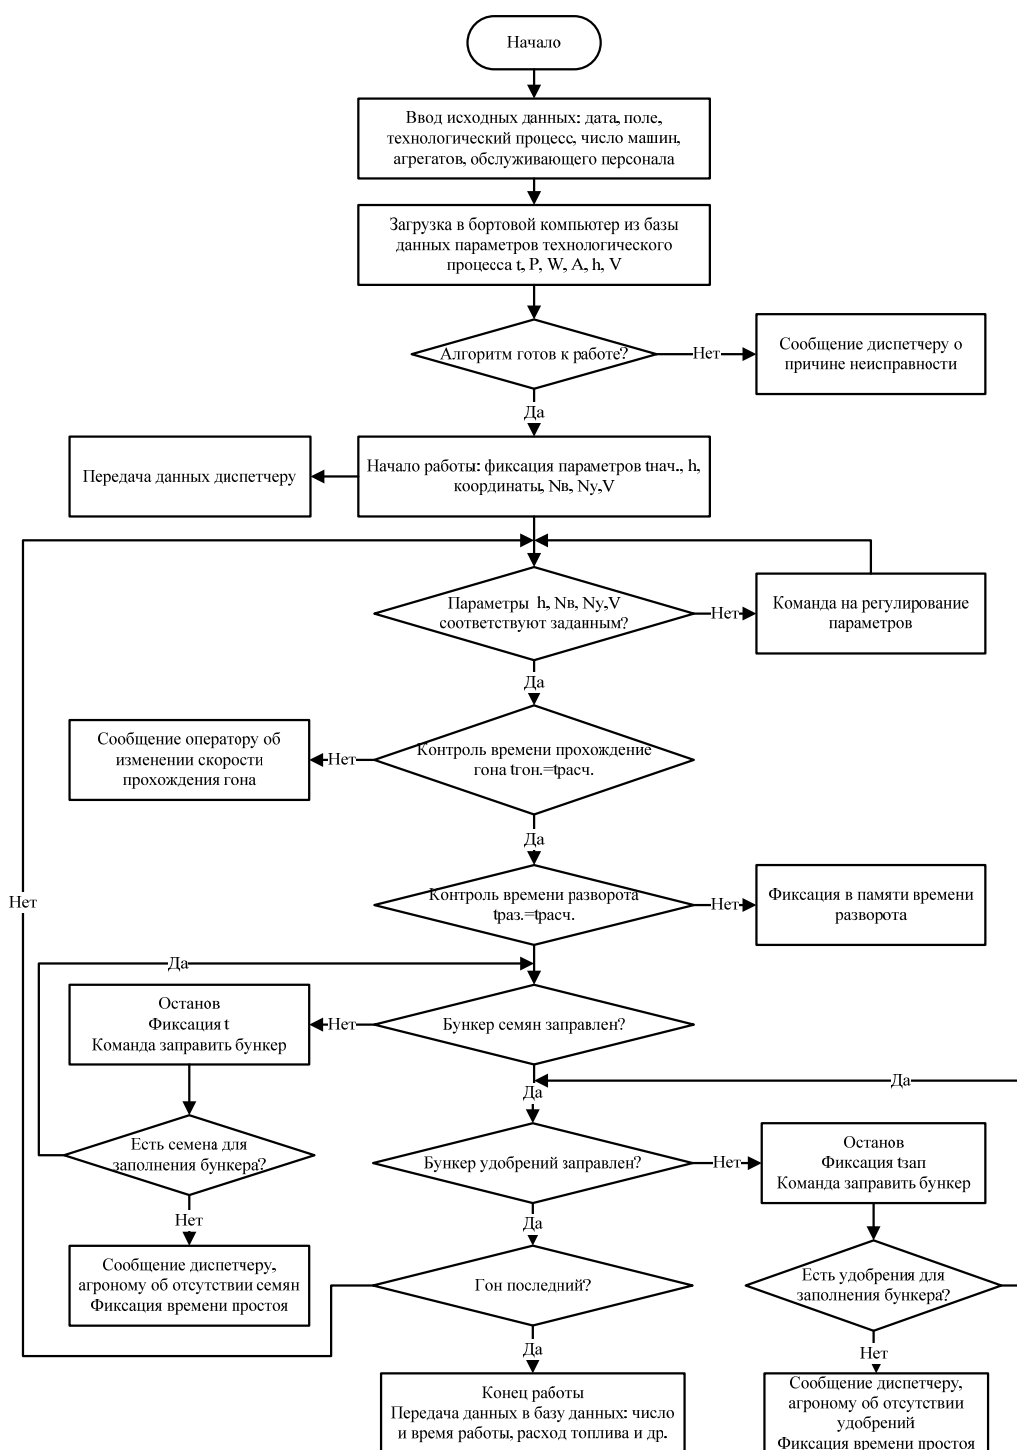 Начало
Ввод исходных данных: дата, поле,
технологический процесс, число машин,
агрегатов, обслуживающего персонала
Загрузка в бортовой компьютер из базы
данных параметров технологического
процесса t, P, W, A, h, V
Алгоритм готов к работе?
Нет
Сообщение диспетчеру о
причине неисправности
Да
Передача данных диспетчеру
Начало работы: фиксация параметров tнач., h,
координаты, Nв, Nу,V
Параметры h, Nв, Nу,V
соответствуют заданным?
Нет
Команда на регулирование
параметров
Да
Сообщение оператору об
изменении скорости
прохождения гона
Нет
Контроль времени прохождение
гона tгон.=tрасч.
Да
Нет
Контроль времени разворота
tраз.=tрасч.
Нет
Фиксация в памяти времени
разворота
Да
Останов
Фиксация t
Команда заправить бункер
Нет
Бункер семян заправлен?
Да
Да
Есть семена для
заполнения бункера?
Бункер удобрений заправлен?
Нет
Останов
Фиксация tзап
Команда заправить бункер
Нет
Да
Сообщение диспетчеру,
агроному об отсутствии семян
Фиксация времени простоя
Гон последний?
Есть удобрения для
заполнения бункера?
Да
Нет
Конец работы
Передача данных в базу данных: число
и время работы, расход топлива и др.
Сообщение диспетчеру,
агроному об отсутствии
удобрений
Фиксация времени простоя